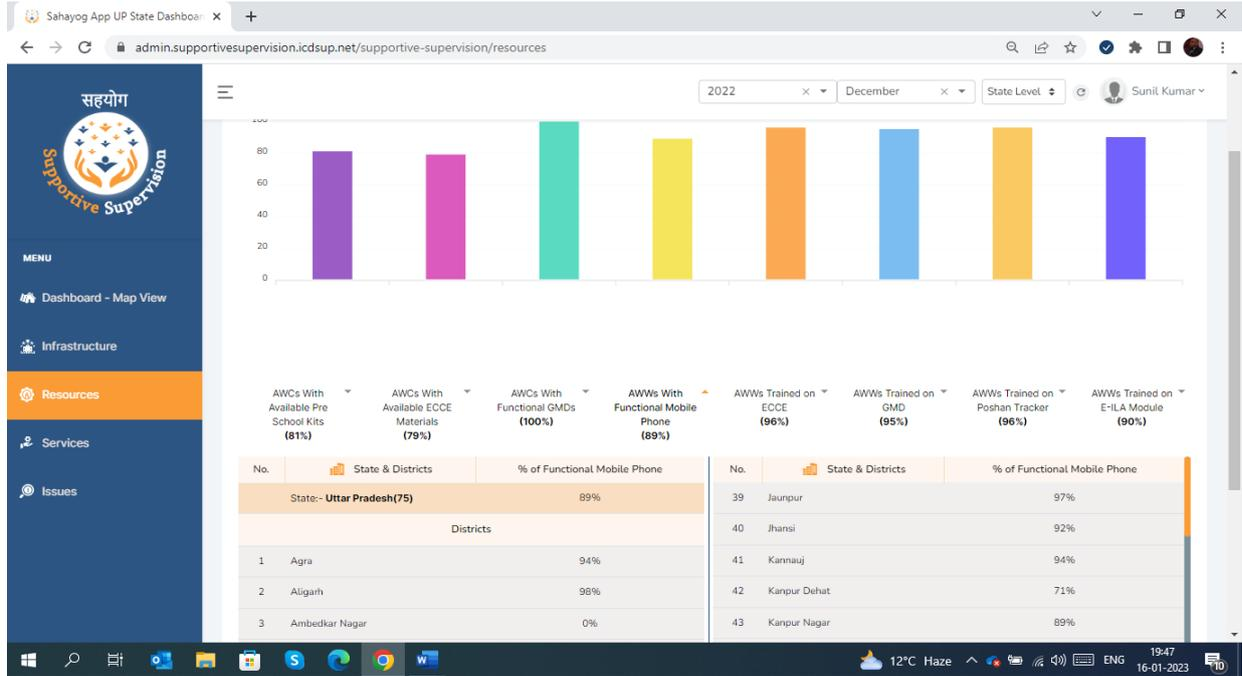 Sahayog App UP State Dashboar
admin.supportivesupervision.icdsup.net/supportive-supervision/resources
सहयोग
Supportive Supervision
MENU
Dashboard - Map View
Infrastructure
Resources
Services
Issues
2022
December
State Level
Sunil Kumar
100
80
60
40
20
0
AWCs With Available Pre School Kits (81%)
AWCs With Available ECCE Materials (79%)
AWCs With Functional GMDs (100%)
AWWs With Functional Mobile Phone (89%)
AWWs Trained on ECCE (96%)
AWWs Trained on GMD (95%)
AWWs Trained on Poshan Tracker (96%)
AWWs Trained on E-ILA Module (90%)
No. State & Districts % of Functional Mobile Phone
State:- Uttar Pradesh(75) 89%
Districts
1 Agra 94%
2 Aligarh 98%
3 Ambedkar Nagar 0%
No. State & Districts % of Functional Mobile Phone
39 Jaunpur 97%
40 Jhansi 92%
41 Kannauj 94%
42 Kanpur Dehat 71%
43 Kanpur Nagar 89%
12°C Haze
ENG
19:47
16-01-2023
10